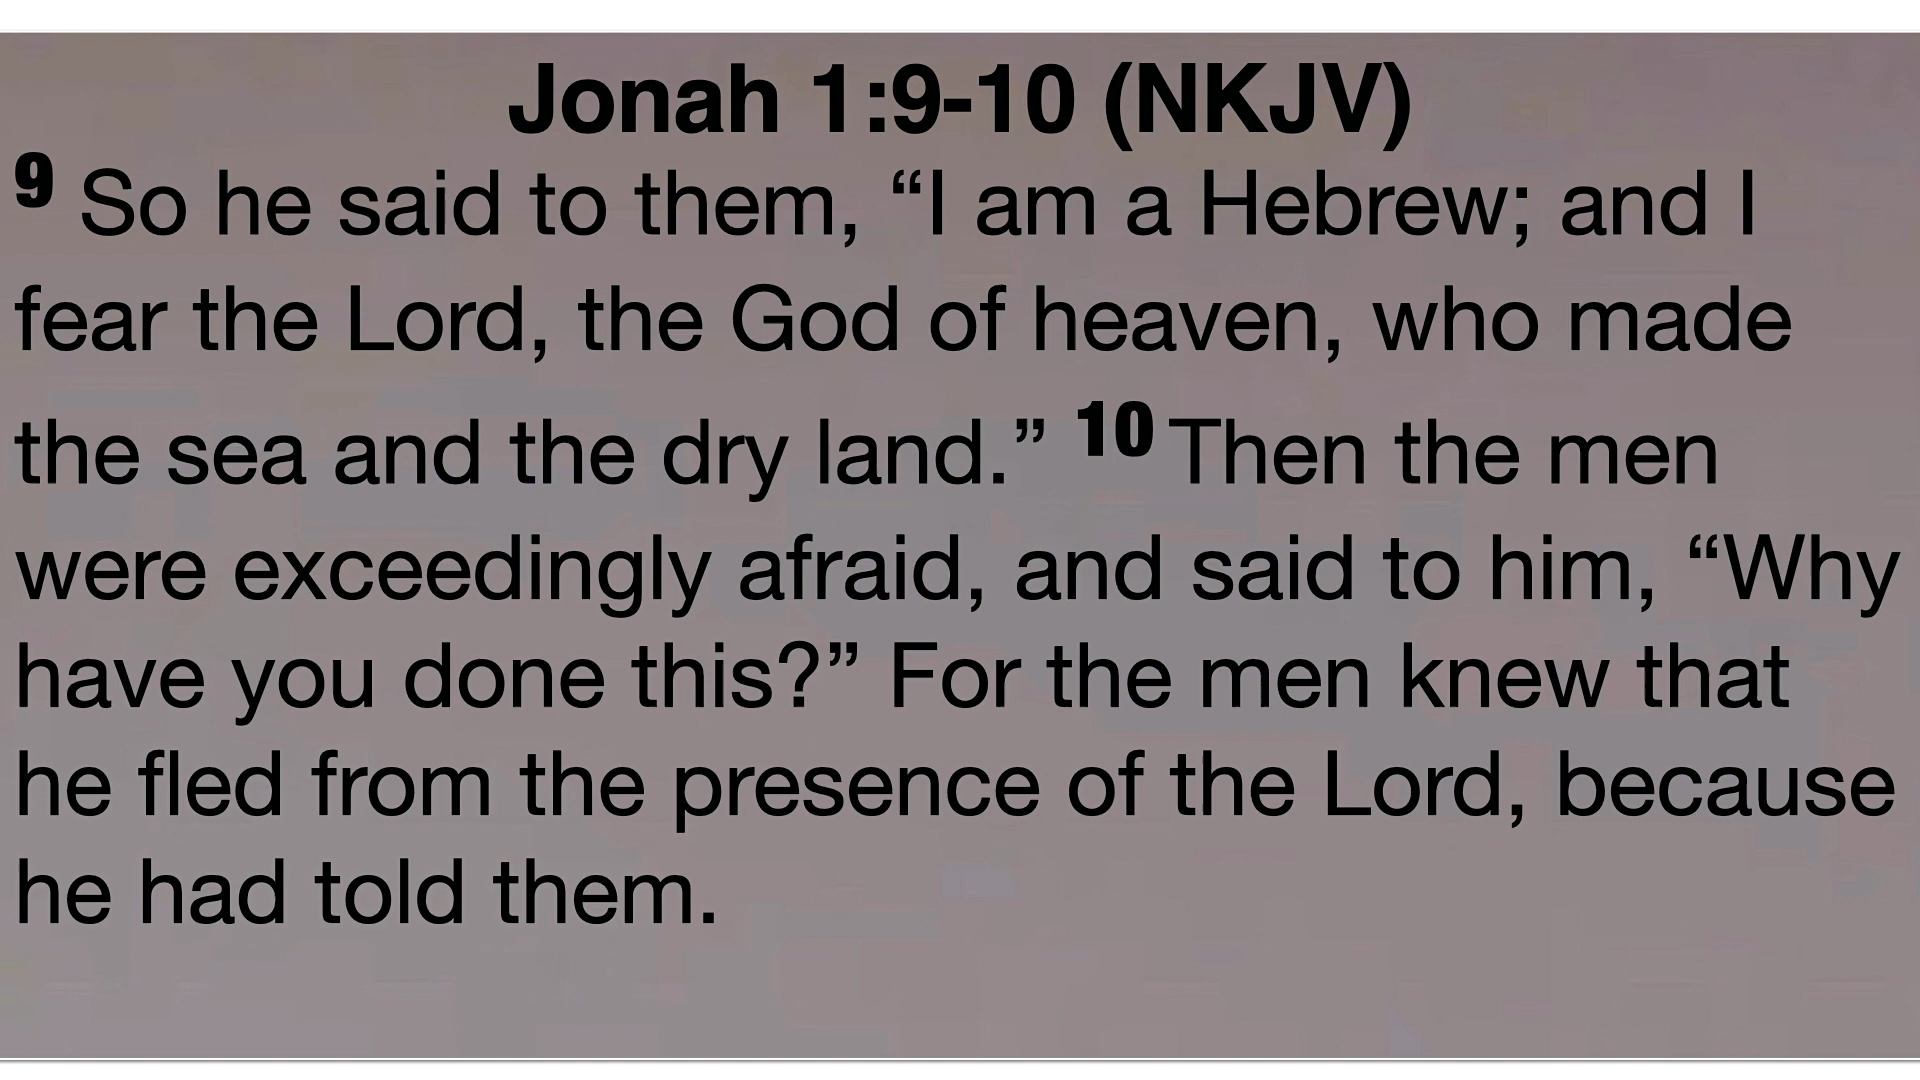 Jonah 1:9-10 (NKJV)
9 So he said to them, “I am a Hebrew; and I
fear the Lord, the God of heaven, who made
the sea and the dry land.” 10 Then the men
were exceedingly afraid, and said to him, “Why
have you done this?” For the men knew that
he fled from the presence of the Lord, because
he had told them.